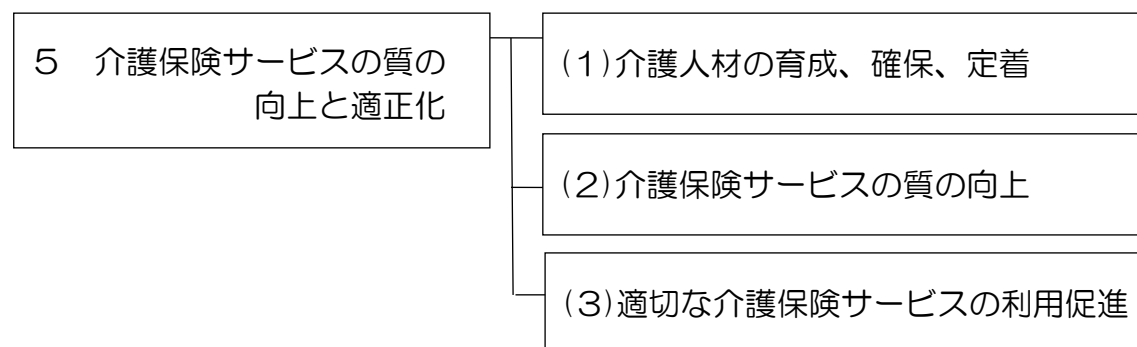 ５　介護保険サービスの質の
向上と適正化
(1)介護人材の育成、確保、定着
(2)介護保険サービスの質の向上
(3)適切な介護保険サービスの利用促進